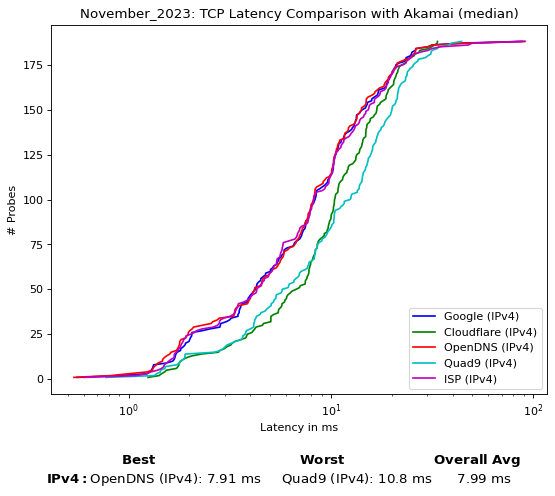 November_2023: TCP Latency Comparison with Akamai (median)
175
150
125
100
75
50
25
0
# Probes
10⁰
10¹
10²
Latency in ms
Google (IPv4)
Cloudflare (IPv4)
OpenDNS (IPv4)
Quad9 (IPv4)
ISP (IPv4)
Best Worst Overall Avg
IPv4: OpenDNS (IPv4): 7.91 ms Quad9 (IPv4): 10.8 ms 7.99 ms